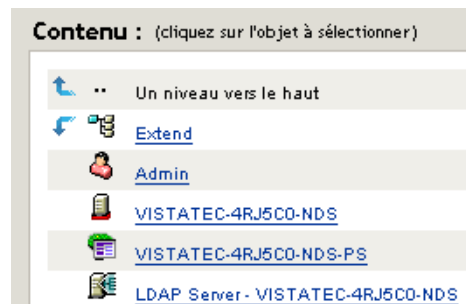 Contenu : (cliquez sur l'objet à sélectionner)
.. Un niveau vers le haut
Extend
Admin
VISTATEC-4RJ5C0-NDS
VISTATEC-4RJ5C0-NDS-PS
LDAP Server - VISTATEC-4RJ5C0-NDS